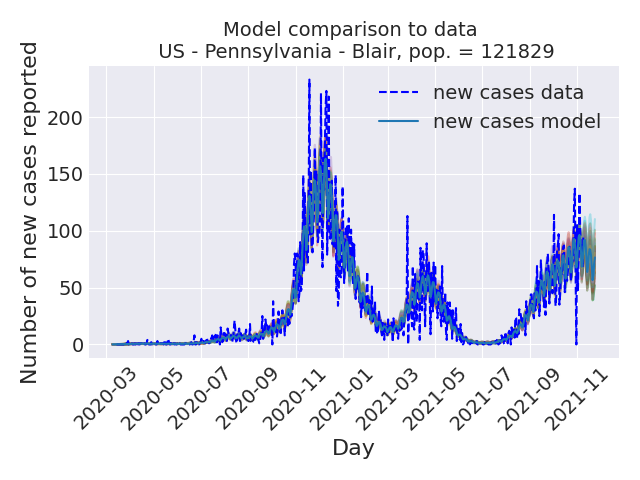 Model comparison to data
US - Pennsylvania - Blair, pop. = 121829
Number of new cases reported
200
150
100
50
0
new cases data
new cases model
2020-03
2020-05
2020-07
2020-09
2020-11
2021-01
2021-03
2021-05
2021-07
2021-09
2021-11
Day